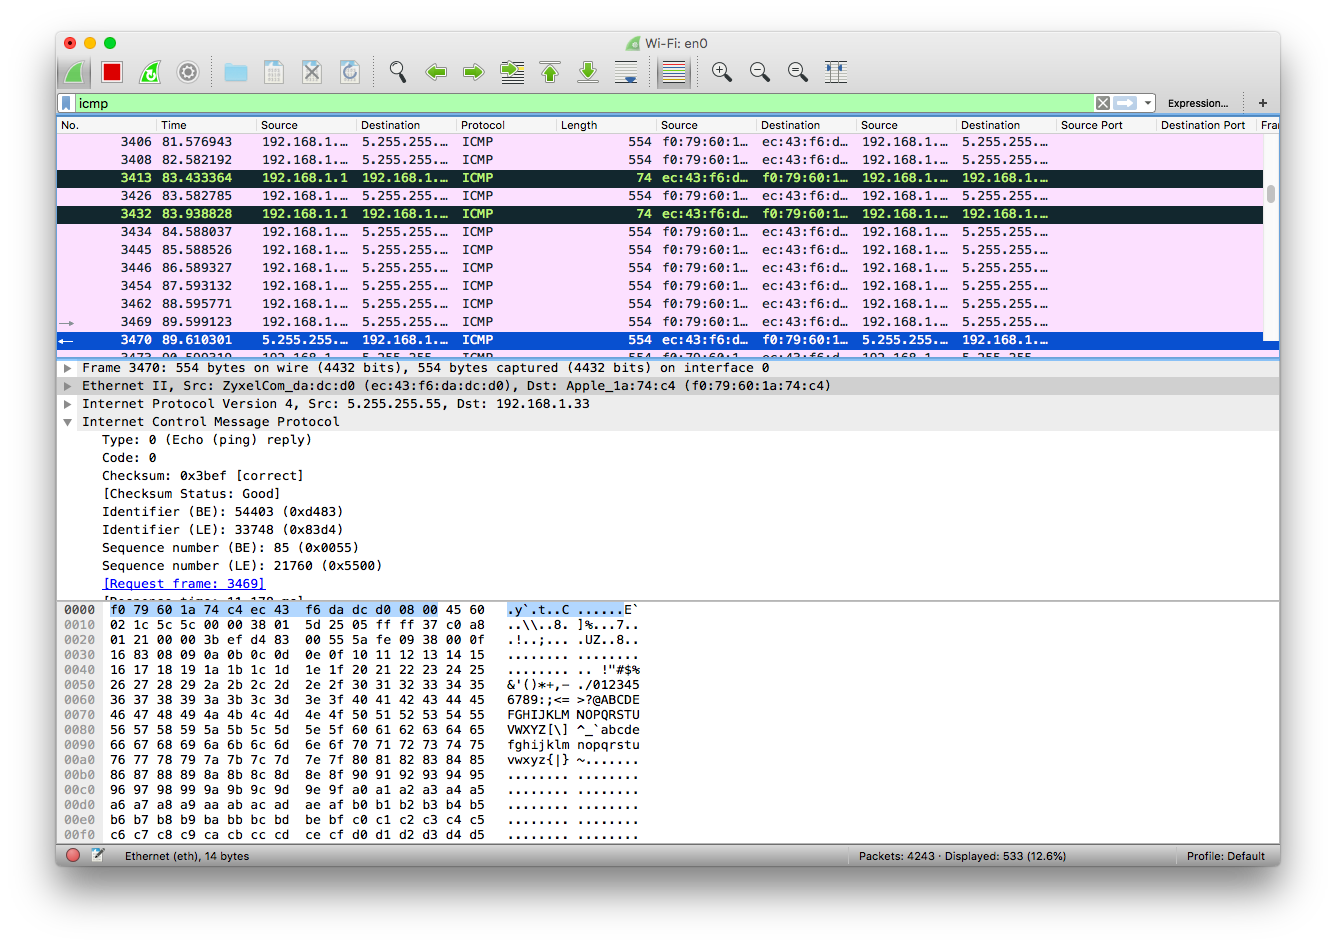 Wi-Fi: en0
icmp Expression... +
No. Time Source Destination Protocol Length Source Destination Source Destination Source Port Destination Port Fra
3406 81.576943 192.168.1.... 5.255.255.... ICMP 554 f0:79:60:1... ec:43:f6:d... 192.168.1.... 5.255.255....
3408 82.582192 192.168.1.... 5.255.255.... ICMP 554 f0:79:60:1... ec:43:f6:d... 192.168.1.... 5.255.255....
3413 83.433364 192.168.1.1 192.168.1.... ICMP 74 ec:43:f6:d... f0:79:60:1... 192.168.1.... 192.168.1....
3426 83.582785 192.168.1.... 5.255.255.... ICMP 554 f0:79:60:1... ec:43:f6:d... 192.168.1.... 5.255.255....
3432 83.938828 192.168.1.1 192.168.1.... ICMP 74 ec:43:f6:d... f0:79:60:1... 192.168.1.... 192.168.1....
3434 84.588037 192.168.1.... 5.255.255.... ICMP 554 f0:79:60:1... ec:43:f6:d... 192.168.1.... 5.255.255....
3445 85.588526 192.168.1.... 5.255.255.... ICMP 554 f0:79:60:1... ec:43:f6:d... 192.168.1.... 5.255.255....
3446 86.589327 192.168.1.... 5.255.255.... ICMP 554 f0:79:60:1... ec:43:f6:d... 192.168.1.... 5.255.255....
3454 87.593132 192.168.1.... 5.255.255.... ICMP 554 f0:79:60:1... ec:43:f6:d... 192.168.1.... 5.255.255....
3462 88.595771 192.168.1.... 5.255.255.... ICMP 554 f0:79:60:1... ec:43:f6:d... 192.168.1.... 5.255.255....
3469 89.599123 192.168.1.... 5.255.255.... ICMP 554 f0:79:60:1... ec:43:f6:d... 192.168.1.... 5.255.255....
3470 89.610301 5.255.255.... 192.168.1.... ICMP 554 ec:43:f6:d... f0:79:60:1... 5.255.255.... 192.168.1....
Frame 3470: 554 bytes on wire (4432 bits), 554 bytes captured (4432 bits) on interface 0
Ethernet II, Src: ZyxelCom_da:dc:d0 (ec:43:f6:da:dc:d0), Dst: Apple_1a:74:c4 (f0:79:60:1a:74:c4)
Internet Protocol Version 4, Src: 5.255.255.55, Dst: 192.168.1.33
Internet Control Message Protocol
Type: 0 (Echo (ping) reply)
Code: 0
Checksum: 0x3bef [correct]
[Checksum Status: Good]
Identifier (BE): 54403 (0xd483)
Identifier (LE): 33748 (0x83d4)
Sequence number (BE): 85 (0x0055)
Sequence number (LE): 21760 (0x5500)
[Request frame: 3469]
[Response time: 11.178 ms]
0000 f0 79 60 1a 74 c4 ec 43 f6 da dc d0 08 00 45 60 .y`.t..C ......E`
0010 02 1c 5c 5c 00 00 38 01 5d 25 05 ff ff 37 c0 a8 ..\\..8. ]%...7..
0020 01 21 00 00 3b ef d4 83 00 55 5a fe 09 38 00 0f .!..;... .UZ..8..
0030 16 83 08 09 0a 0b 0c 0d 0e 0f 10 11 12 13 14 15 ........ ........
0040 16 17 18 19 1a 1b 1c 1d 1e 1f 20 21 22 23 24 25 ........ .. !"#$%
0050 26 27 28 29 2a 2b 2c 2d 2e 2f 30 31 32 33 34 35 &'()*+,- ./012345
0060 36 37 38 39 3a 3b 3c 3d 3e 3f 40 41 42 43 44 45 6789:;<= >?@ABCDE
0070 46 47 48 49 4a 4b 4c 4d 4e 4f 50 51 52 53 54 55 FGHIJKLM NOPQRSTU
0080 56 57 58 59 5a 5b 5c 5d 5e 5f 60 61 62 63 64 65 VWXYZ[\] ^_`abcde
0090 66 67 68 69 6a 6b 6c 6d 6e 6f 70 71 72 73 74 75 fghijklm nopqrstu
00a0 76 77 78 79 7a 7b 7c 7d 7e 7f 80 81 82 83 84 85 vwxyz{|} ~.......
00b0 86 87 88 89 8a 8b 8c 8d 8e 8f 90 91 92 93 94 95 ........ ........
00c0 96 97 98 99 9a 9b 9c 9d 9e 9f a0 a1 a2 a3 a4 a5 ........ ........
00d0 a6 a7 a8 a9 aa ab ac ad ae af b0 b1 b2 b3 b4 b5 ........ ........
00e0 b6 b7 b8 b9 ba bb bc bd be bf c0 c1 c2 c3 c4 c5 ........ ........
00f0 c6 c7 c8 c9 ca cb cc cd ce cf d0 d1 d2 d3 d4 d5 ........ ........
Ethernet (eth), 14 bytes Packets: 4243 · Displayed: 533 (12.6%) Profile: Default